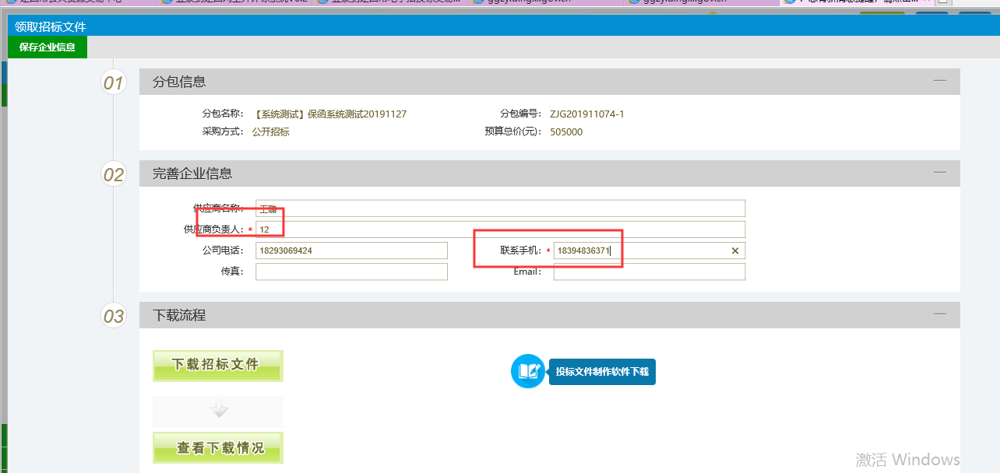 领取招标文件
保存企业信息
01 分包信息
分包名称： 【系统测试】保函系统测试20191127 分包编号： ZJG201911074-1
采购方式： 公开招标 预算总价(元)： 505000
02 完善企业信息
供应商名称： 王璐
供应商负责人： * 12
公司电话： 18293069424 联系手机： * 18394836371
传真： Email：
03 下载流程
下载招标文件
投标文件制作软件下载
查看下载情况
激活 Windows